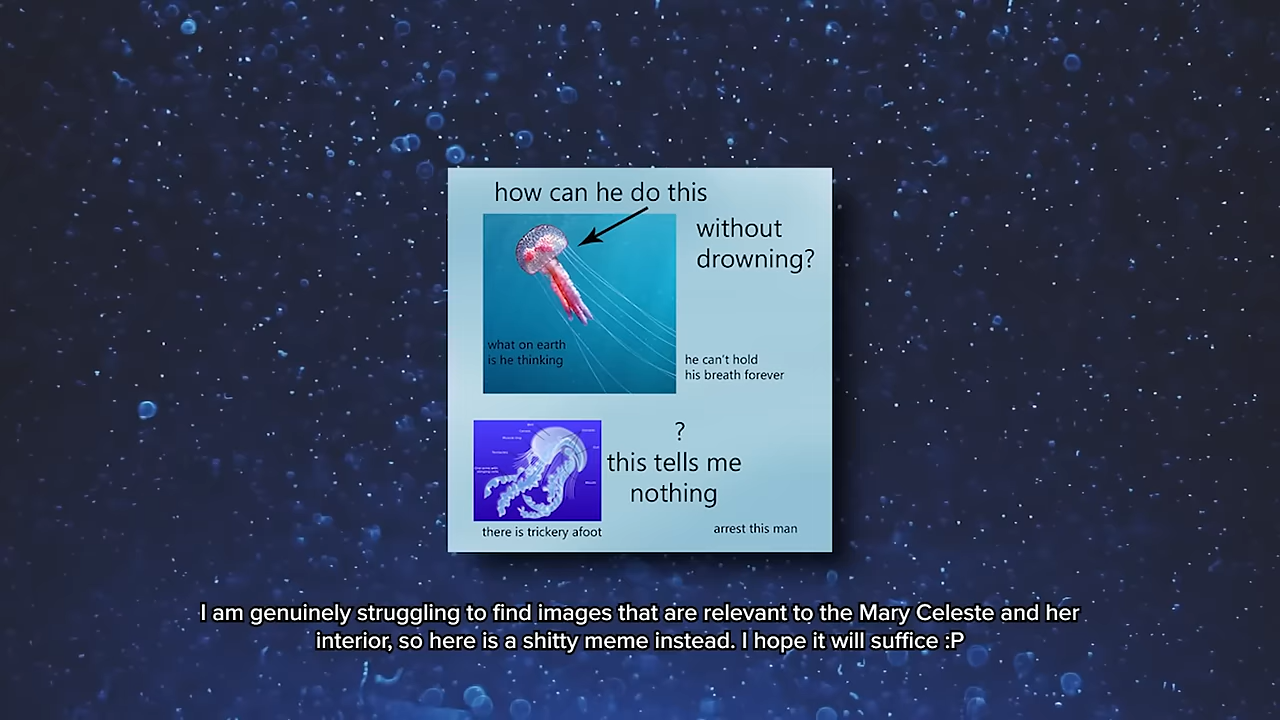 how can he do this
without
drowning?
what on earth
is he thinking
he can't hold
his breath forever
?
this tells me
nothing
there is trickery afoot
arrest this man
I am genuinely struggling to find images that are relevant to the Mary Celeste and her
interior, so here is a shitty meme instead. I hope it will suffice :P